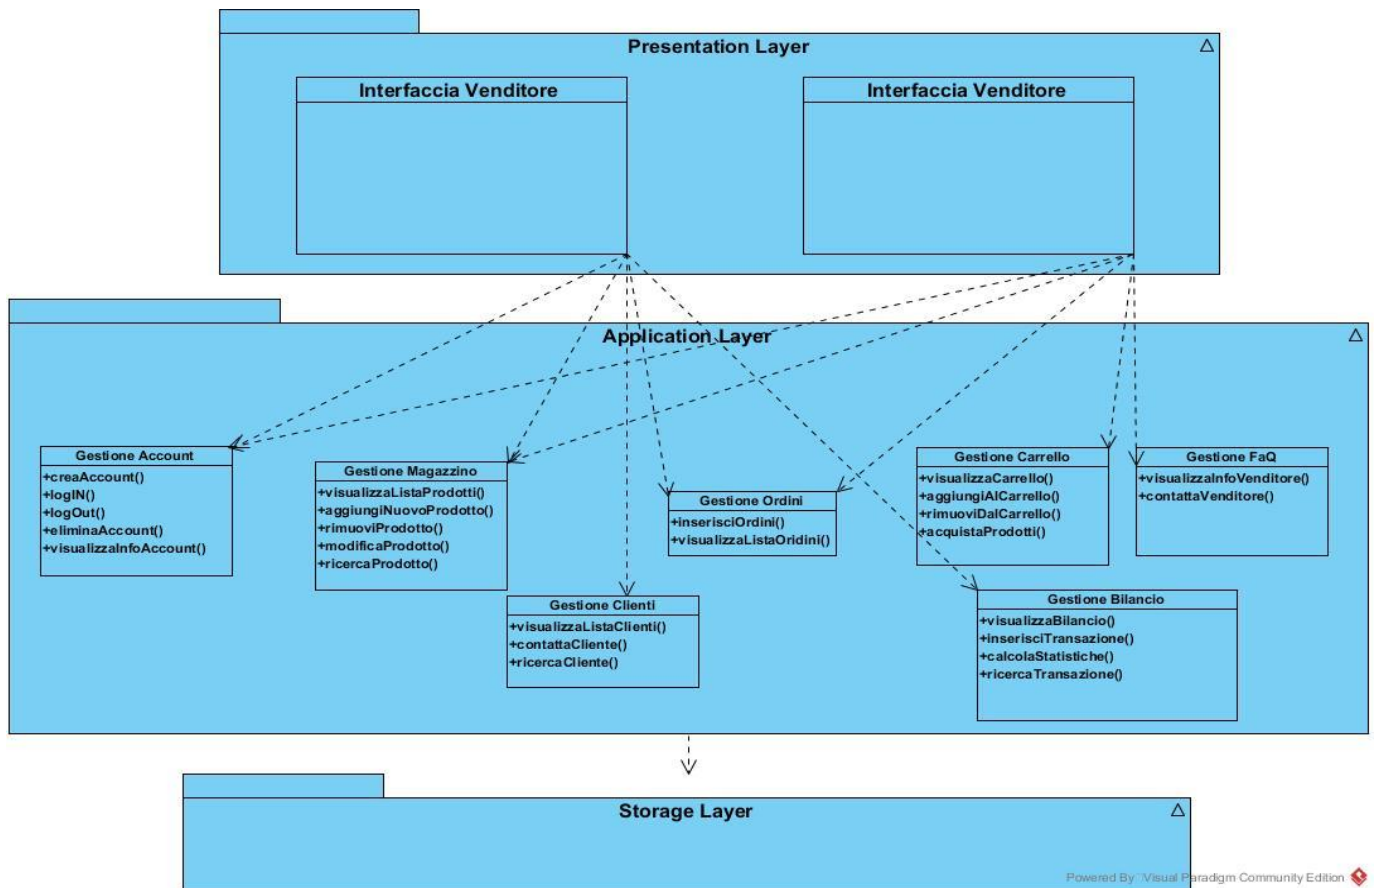 Presentation Layer
Interfaccia Venditore
Interfaccia Venditore
Application Layer
Gestione Account
+creaAccount()
+logIN()
+logOut()
+eliminaAccount()
+visualizzaInfoAccount()
Gestione Magazzino
+visualizzaListaProdotti()
+aggiungiNuovoProdotto()
+rimuoviProdotto()
+modificaProdotto()
+ricercaProdotto()
Gestione Clienti
+visualizzaListaClienti()
+contattaCliente()
+ricercaCliente()
Gestione Ordini
+inserisciOrdini()
+visualizzaListaOridini()
Gestione Carrello
+visualizzaCarrello()
+aggiungiAlCarrello()
+rimuoviDalCarrello()
+acquistaProdotti()
Gestione FaQ
+visualizzaInfoVenditore()
+contattaVenditore()
Gestione Bilancio
+visualizzaBilancio()
+inserisciTransazione()
+calcolaStatistiche()
+ricercaTransazione()
Storage Layer
Powered By Visual Paradigm Community Edition